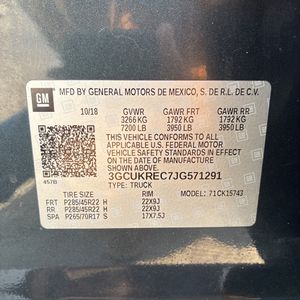 GM
MFD BY GENERAL MOTORS DE MEXICO, S. DE R.L. DE C.V.
10/18 GVWR GAWR FRT GAWR RR
3266 KG 1792 KG 1792 KG
7200 LB 3950 LB 3950 LB
THIS VEHICLE CONFORMS TO ALL
APPLICABLE U.S. FEDERAL MOTOR
VEHICLE SAFETY STANDARDS IN
EFFECT ON THE DATE OF
MANUFACTURE SHOWN ABOVE.
3GCUKREC7JG571291
457B
TYPE: TRUCK 71CK15743
TIRE SIZE RIM
FRT P285/45R22 H 22X9J
RR P285/45R22 H 22X9J
SP P265/70R17 S 17X7.5J